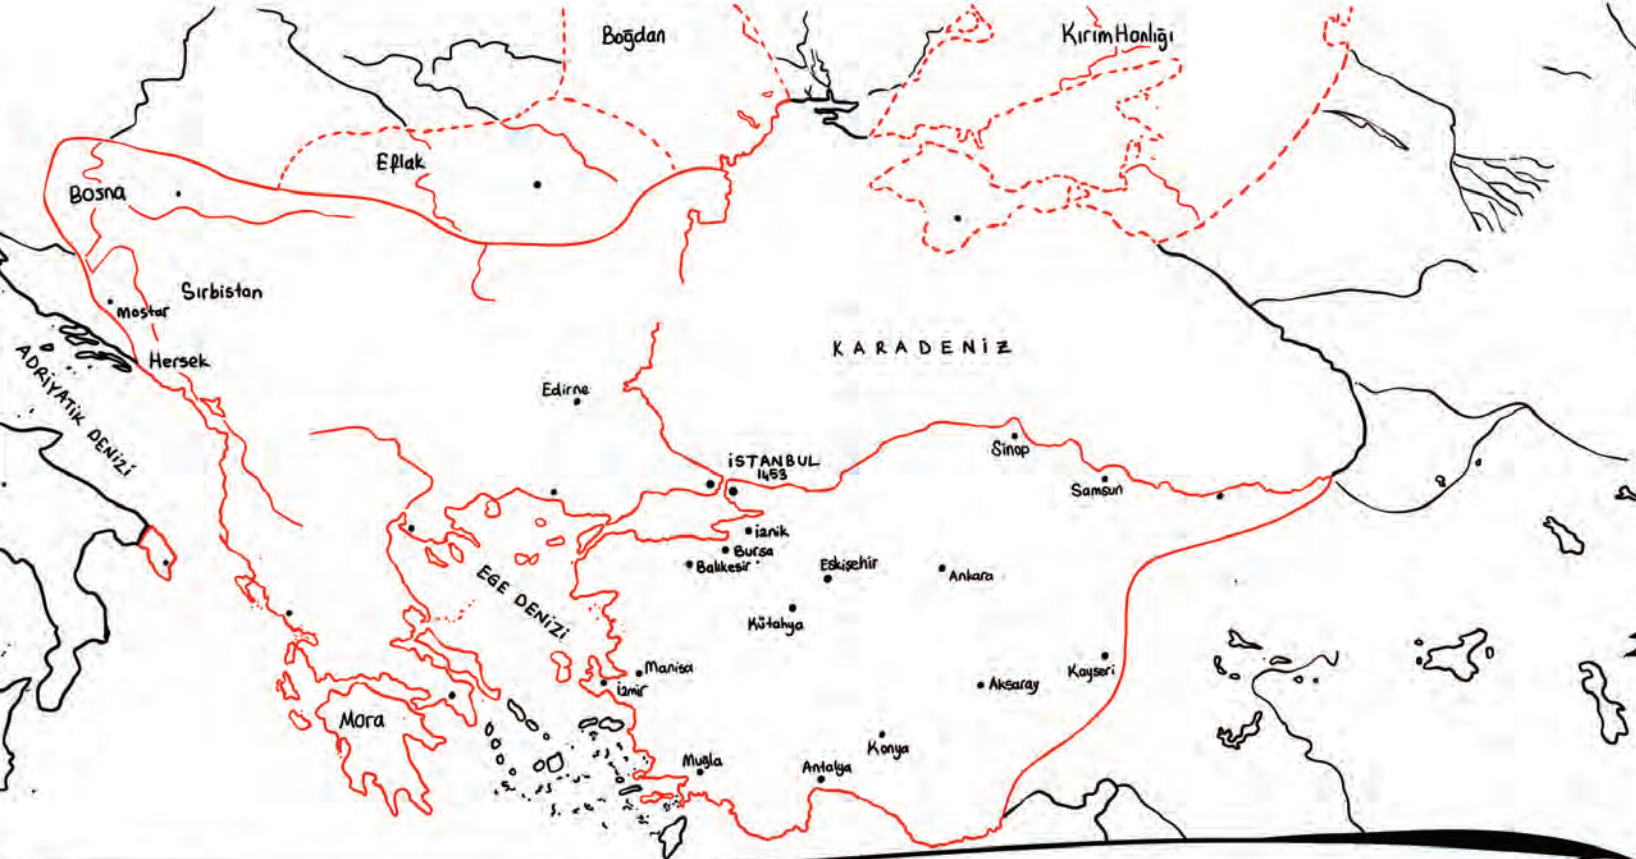 Boğdan
Kırım Hanlığı
Eflak
Bosna
Sırbistan
Mostar
Hersek
ADRİYATİK DENİZİ
KARADENİZ
Edirne
İSTANBUL
1453
Sinop
Samsun
İznik
Bursa
Balıkesir
Eskişehir
Ankara
EGE DENİZİ
Kütahya
Manisa
İzmir
Kayseri
Aksaray
Mora
Konya
Muğla
Antalya